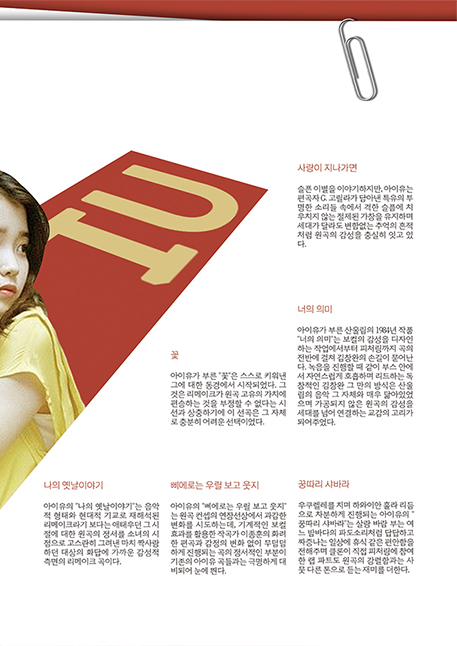 IU
사랑이 지나가면
슬픈 이별을 이야기하지만, 아이유는
편곡자 G. 고릴라가 담아낸 특유의 투
명한 소리들 속에서 격한 슬픔에 치
우치지 않는 절제된 가창을 유지하며
세대가 달라도 변함없는 추억의 흔적
처럼 원곡의 감성을 충실히 잇고 있
다.
너의 의미
아이유가 부른 산울림의 1984년 작품
"너의 의미"는 보컬의 감성을 디자인
하는 작업에서부터 피처링까지 곡의
전반에 걸쳐 김창완의 손길이 묻어난
다. 녹음을 진행할 때 같이 부스 안에
서 자연스럽게 호흡하며 리드하는 독
창적인 김창완 그 만의 방식은 산울
림의 음악 그 자체와 매우 닮아있었
으며 가공되지 않은 원곡의 감성을
세대를 넘어 연결하는 교감의 고리가
되어주었다.
꽃
아이유가 부른 "꽃"은 스스로 키워낸
그에 대한 동경에서 시작되었다. 그
것은 리메이크가 원곡 고유의 가치에
편승하는 것을 부정할 수 없다는 시
선과 상충하기에 이 선곡은 그 자체
로 충분히 어려운 선택이었다.
나의 옛날이야기
아이유의 "나의 옛날이야기"는 음악
적 형태와 현대적 기교로 재해석된
리메이크라기 보다는 애태우던 그 시
절에 대한 원곡의 정서를 소녀의 시
점으로 고스란히 그려낸 마치 짝사랑
하던 대상의 화답에 가까운 감성적
측면의 리메이크 곡이다.
삐에로는 우릴 보고 웃지
아이유의 "삐에로는 우릴 보고 웃지"
는 원곡 컨셉의 연장선상에서 과감한
변화를 시도하는데, 기계적인 보컬
효과를 활용한 작곡가 이종훈의 화려
한 편곡과 감정의 변화 없이 무덤덤
하게 진행되는 곡의 정서적인 부분이
기존의 아이유 곡들과는 극명하게 대
비되어 눈에 띈다.
꿍따리 샤바라
우쿠렐레를 치며 하와이안 훌라 리듬
으로 차분하게 진행되는 아이유의 "
꿍따리 샤바라"는 살랑 바람 부는 여
느 밤바다의 파도소리처럼 답답하고
짜증나는 일상에 휴식 같은 편안함을
전해주며 클론이 직접 피처링에 참여
한 랩 파트도 원곡의 강렬함과는 사
뭇 다른 톤으로 듣는 재미를 더한다.